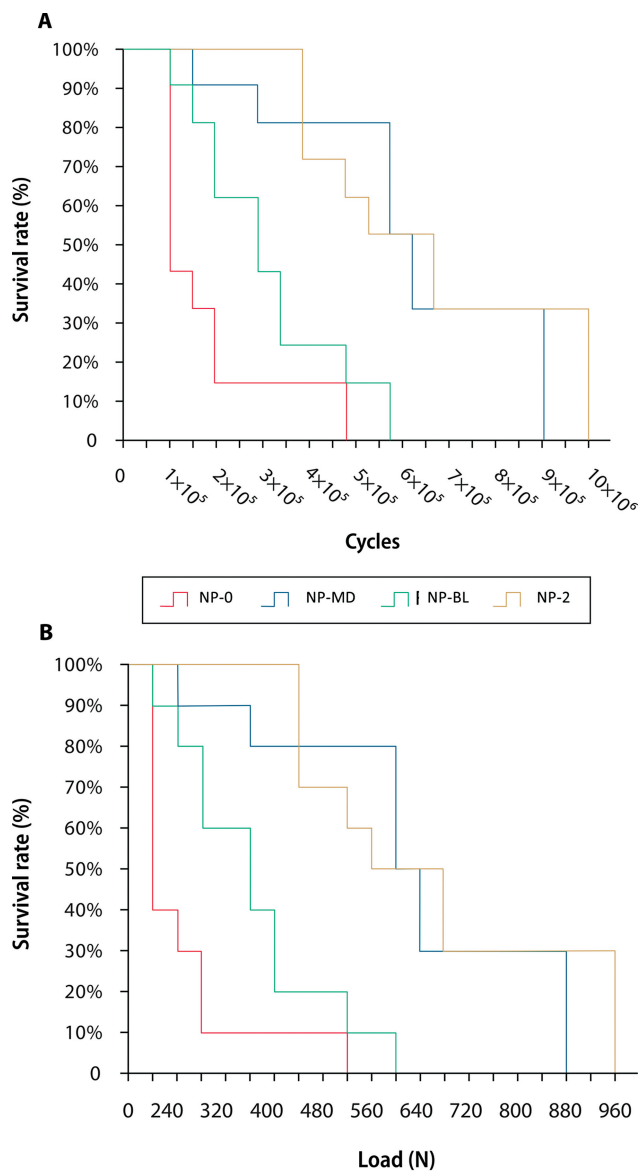 A
100%
90%
80%
70%
60%
50%
40%
30%
20%
10%
0
Survival rate (%)
0 1×10⁵ 2×10⁵ 3×10⁵ 4×10⁵ 5×10⁵ 6×10⁵ 7×10⁵ 8×10⁵ 9×10⁵ 10×10⁶
Cycles
NP-0 NP-MD NP-BL NP-2
B
100%
90%
80%
70%
60%
50%
40%
30%
20%
10%
0
Survival rate (%)
0 240 320 400 480 560 640 720 800 880 960
Load (N)